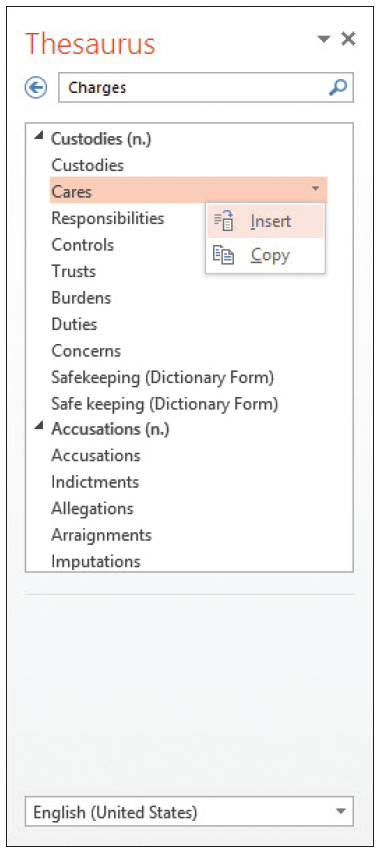 Thesaurus
Charges
Custodies (n.)
Custodies
Cares
Insert
Copy
Responsibilities
Controls
Trusts
Burdens
Duties
Concerns
Safekeeping (Dictionary Form)
Safe keeping (Dictionary Form)
Accusations (n.)
Accusations
Indictments
Allegations
Arraignments
Imputations
English (United States)